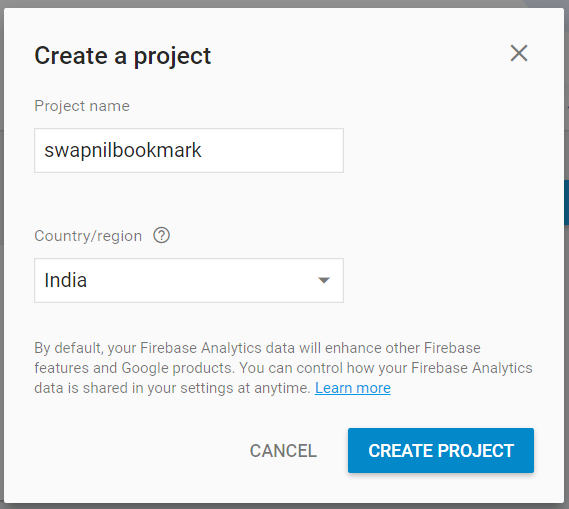 Create a project
Project name
swapnilbookmark
Country/region
India
By default, your Firebase Analytics data will enhance other Firebase
features and Google products. You can control how your Firebase Analytics
data is shared in your settings at anytime. Learn more
CANCEL CREATE PROJECT